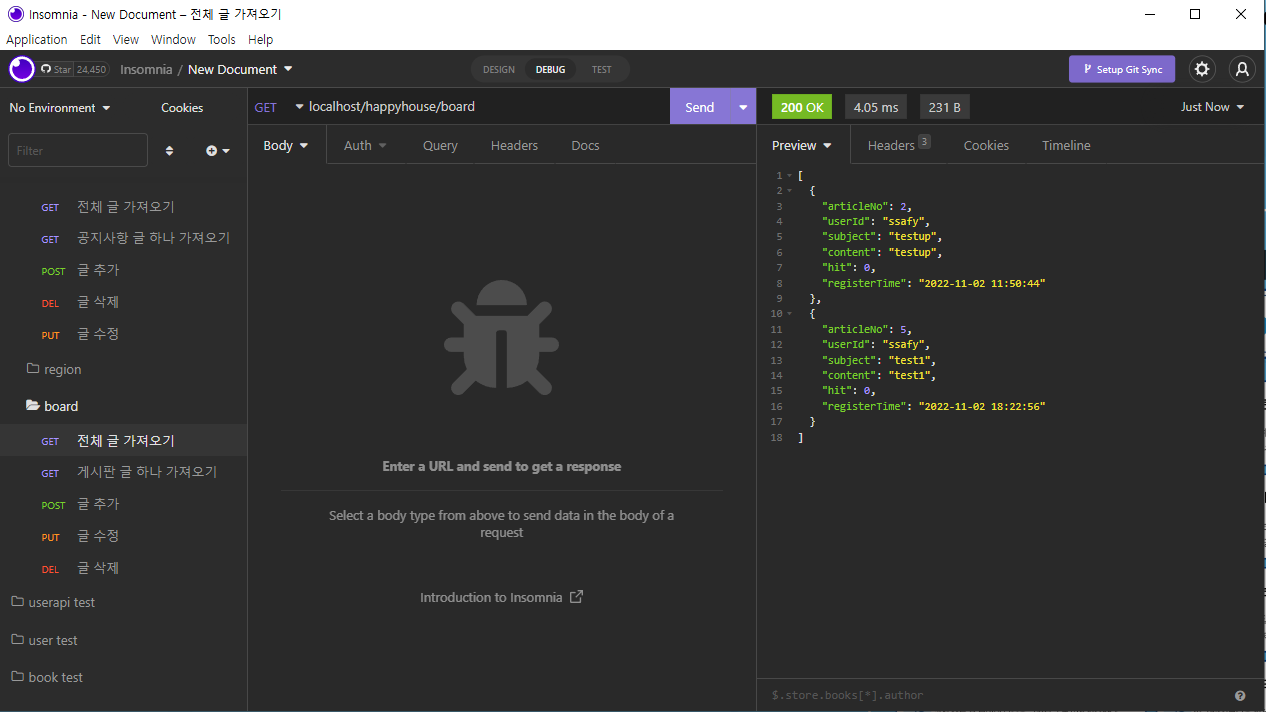 Insomnia - New Document – 전체 글 가져오기
Application Edit View Window Tools Help
Star 24,450 Insomnia / New Document DESIGN DEBUG TEST Setup Git Sync
No Environment Cookies
Filter
GET 전체 글 가져오기
GET 공지사항 글 하나 가져오기
POST 글 추가
DEL 글 삭제
PUT 글 수정
region
board
GET 전체 글 가져오기
GET 게시판 글 하나 가져오기
POST 글 추가
PUT 글 수정
DEL 글 삭제
userapi test
user test
book test
GET localhost/happyhouse/board Send
Body Auth Query Headers Docs
Enter a URL and send to get a response
Select a body type from above to send data in the body of a
request
Introduction to Insomnia
200 OK 4.05 ms 231 B Just Now
Preview Headers 3 Cookies Timeline
1 [
2 {
3 "articleNo": 2,
4 "userId": "ssafy",
5 "subject": "testup",
6 "content": "testup",
7 "hit": 0,
8 "registerTime": "2022-11-02 11:50:44"
9 },
10 {
11 "articleNo": 5,
12 "userId": "ssafy",
13 "subject": "test1",
14 "content": "test1",
15 "hit": 0,
16 "registerTime": "2022-11-02 18:22:56"
17 }
18 ]
$.store.books[*].author